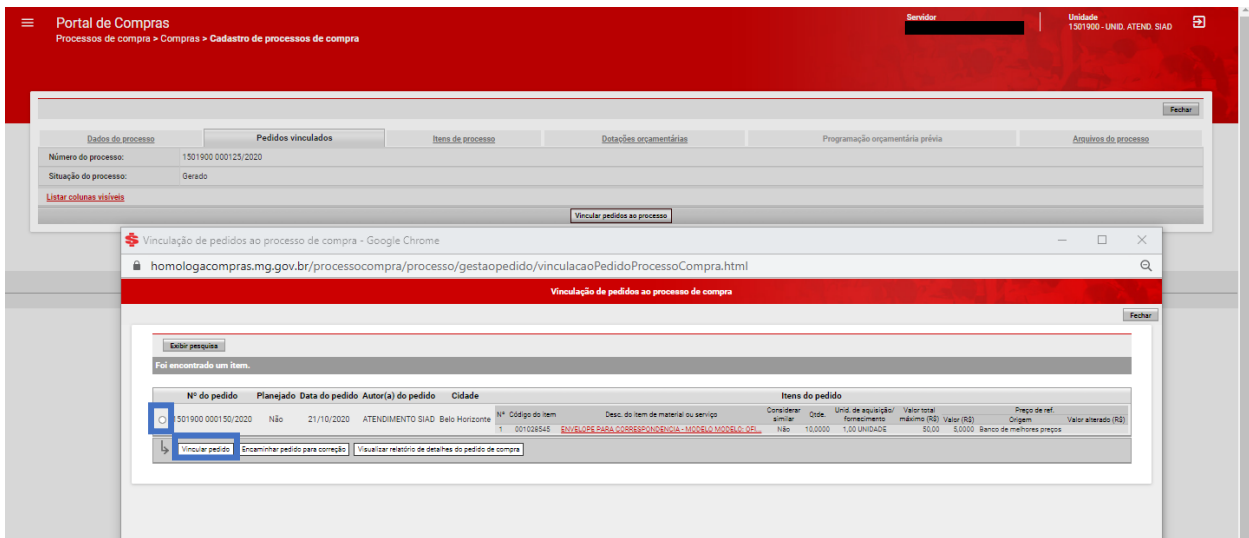 Portal de Compras
Processos de compra > Compras > Cadastro de processos de compra
Servidor
Unidade
1501900 - UNID. ATEND. SIAD
Fechar
Dados do processo Pedidos vinculados Itens de processo Dotações orçamentárias Programação orçamentária prévia Arquivos do processo
Número do processo: 1501900 000125/2020
Situação do processo: Gerado
Listar colunas visíveis
Vincular pedidos ao processo
Vinculação de pedidos ao processo de compra - Google Chrome
homologacompras.mg.gov.br/processocompra/processo/gestaopedido/vinculacaoPedidoProcessoCompra.html
Vinculação de pedidos ao processo de compra
Fechar
Exibir pesquisa
Foi encontrado um item.
Nº do pedido Planejado Data do pedido Autor(a) do pedido Cidade Itens do pedido
Nº Código do item Desc. do item de material ou serviço Considerar similar Qtde. Unid. de aquisição/ fornecimento Valor total máximo (R$) Preço de ref. Valor (R$) Origem Valor alterado (R$)
1501900 000150/2020 Não 21/10/2020 ATENDIMENTO SIAD Belo Horizonte
1 001028545 ENVELOPE PARA CORRESPONDENCIA - MODELO MODELO: OFI... Não 10,0000 1,00 UNIDADE 50,00 5,0000 Banco de melhores preços
Vincular pedido Encaminhar pedido para correção Visualizar relatório de detalhes do pedido de compra